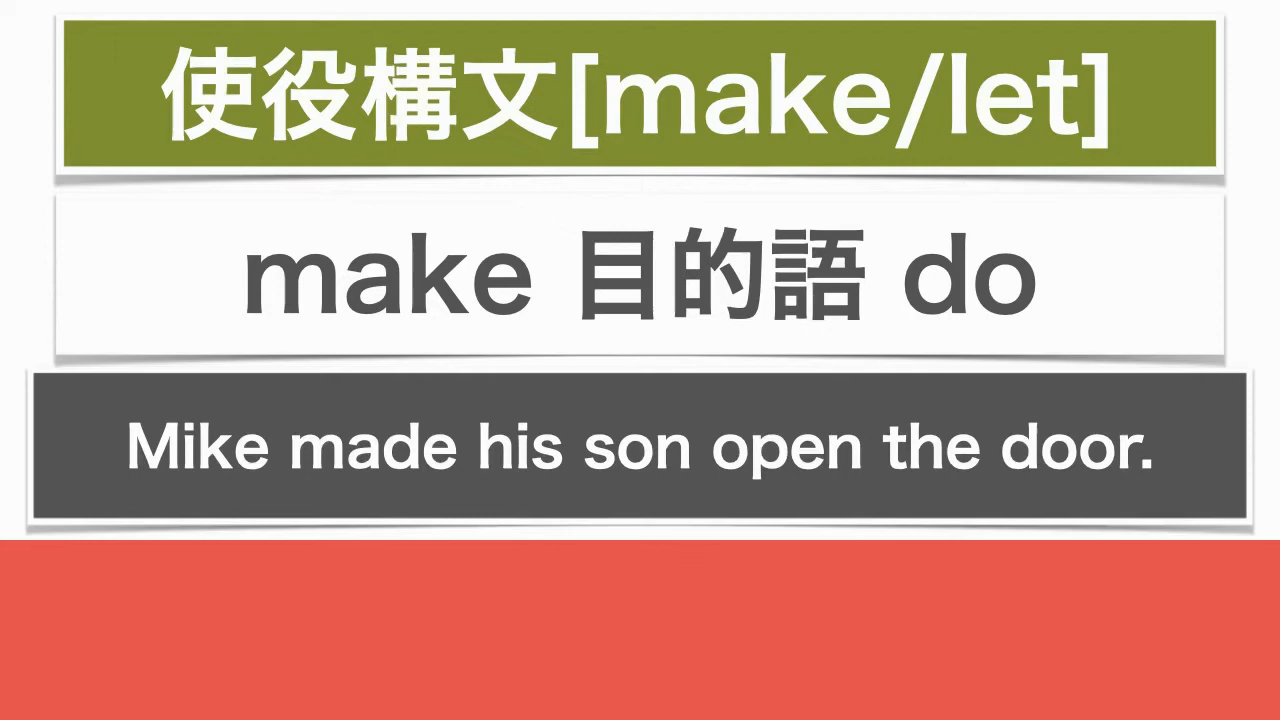 使役構文[make/let]
make 目的語 do
Mike made his son open the door.